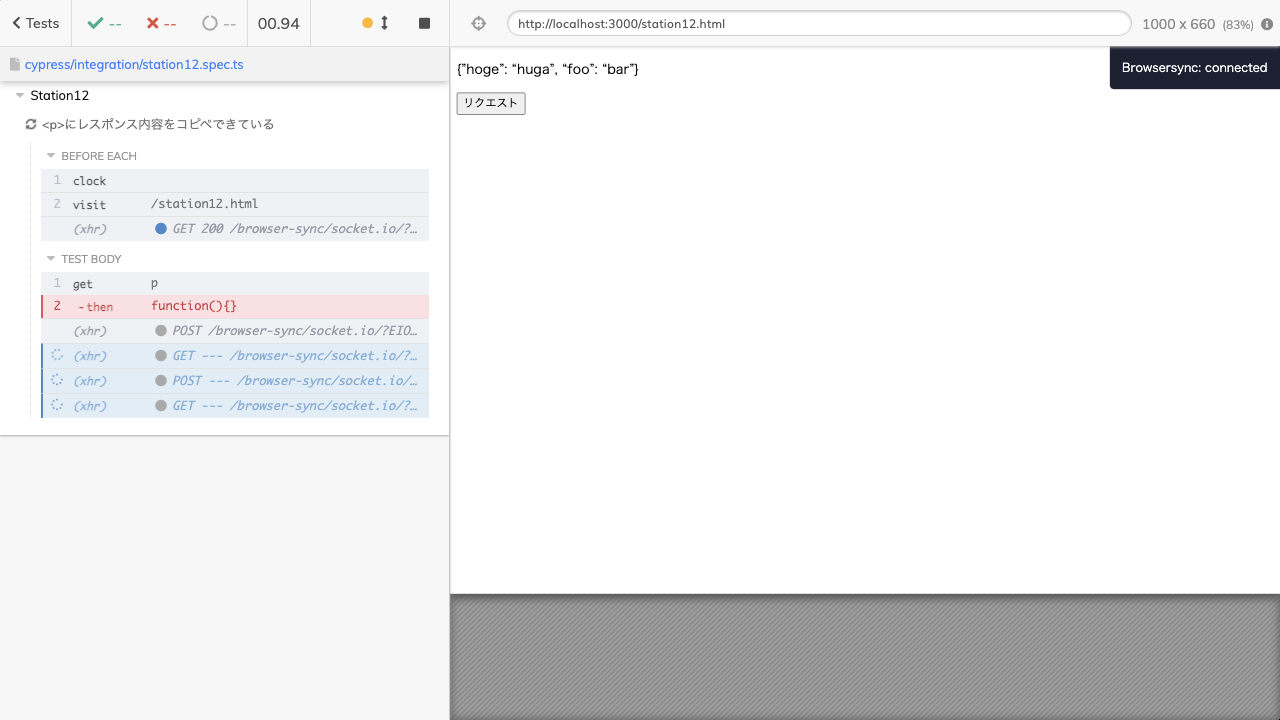 Tests -- -- -- 00.94
http://localhost:3000/station12.html 1000 x 660 (83%)
cypress/integration/station12.spec.ts
Station12
<p>にレスポンス内容をコピペできている
BEFORE EACH
1 clock
2 visit /station12.html
(xhr) GET 200 /browser-sync/socket.io/?…
TEST BODY
1 get p
2 -then function(){}
(xhr) POST /browser-sync/socket.io/?EIO…
(xhr) GET --- /browser-sync/socket.io/?…
(xhr) POST --- /browser-sync/socket.io/…
(xhr) GET --- /browser-sync/socket.io/?…
{”hoge”: “huga”, “foo”: “bar”}
リクエスト
Browsersync: connected